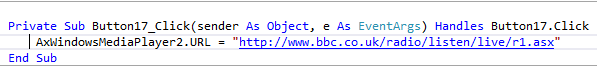 Private Sub Button17_Click(sender As Object, e As EventArgs) Handles Button17.Click
AxWindowsMediaPlayer2.URL = "http://www.bbc.co.uk/radio/listen/live/r1.asx"
End Sub